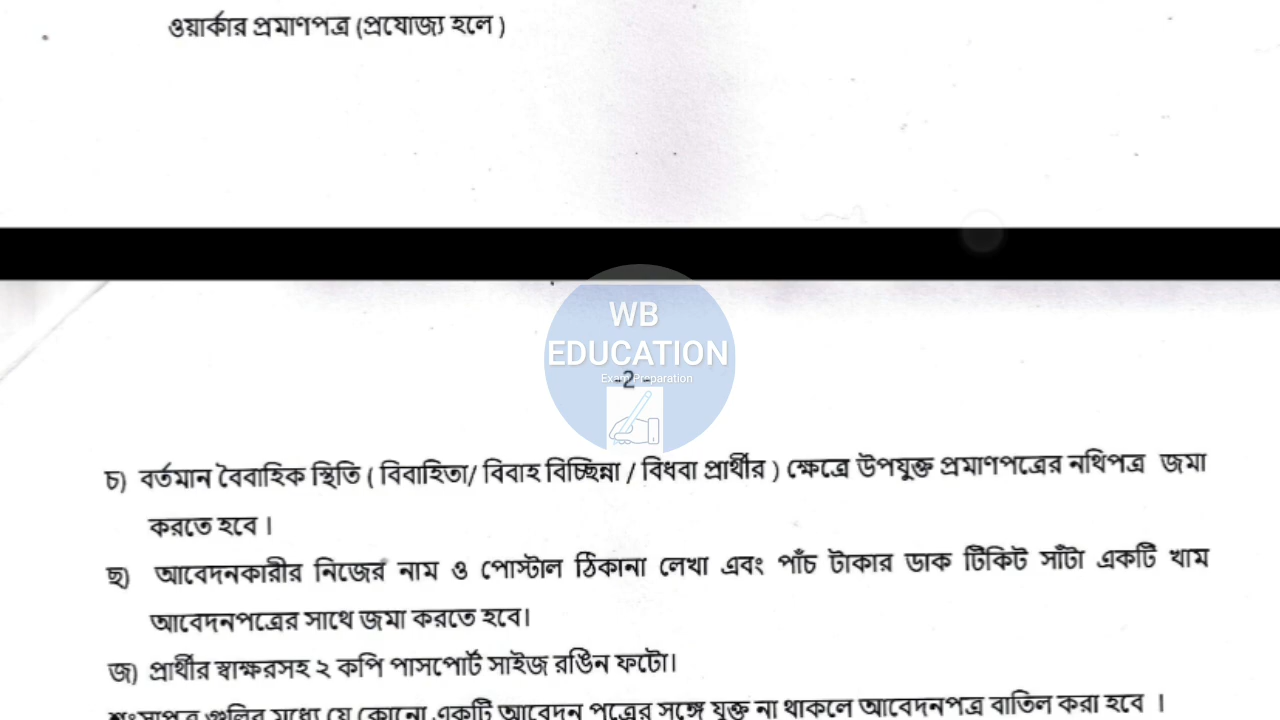 ওয়ার্কার প্রমাণপত্র (প্রযোজ্য হলে )
WB
EDUCATION
Exam Preparation
-2 -
চ) বর্তমান বৈবাহিক স্থিতি ( বিবাহিতা/ বিবাহ বিচ্ছিন্না / বিধবা প্রার্থীর ) ক্ষেত্রে উপযুক্ত প্রমাণপত্রের নথিপত্র জমা
করতে হবে ।
ছ) আবেদনকারীর নিজের নাম ও পোস্টাল ঠিকানা লেখা এবং পাঁচ টাকার ডাক টিকিট সাঁটা একটি খাম
আবেদনপত্রের সাথে জমা করতে হবে।
জ) প্রার্থীর স্বাক্ষরসহ ২ কপি পাসপোর্ট সাইজ রঙিন ফটো।
গুলির মধ্যে যে কোনো একটি আবেদন পত্রের সঙ্গে যুক্ত না থাকলে আবেদনপত্র বাতিল করা হবে ।